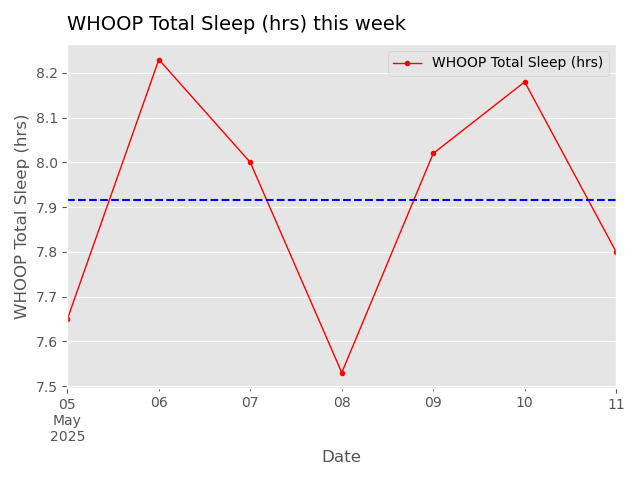 WHOOP Total Sleep (hrs) this week
WHOOP Total Sleep (hrs)
WHOOP Total Sleep (hrs)
8.2
8.1
8.0
7.9
7.8
7.7
7.6
7.5
05 06 07 08 09 10 11
May
2025
Date